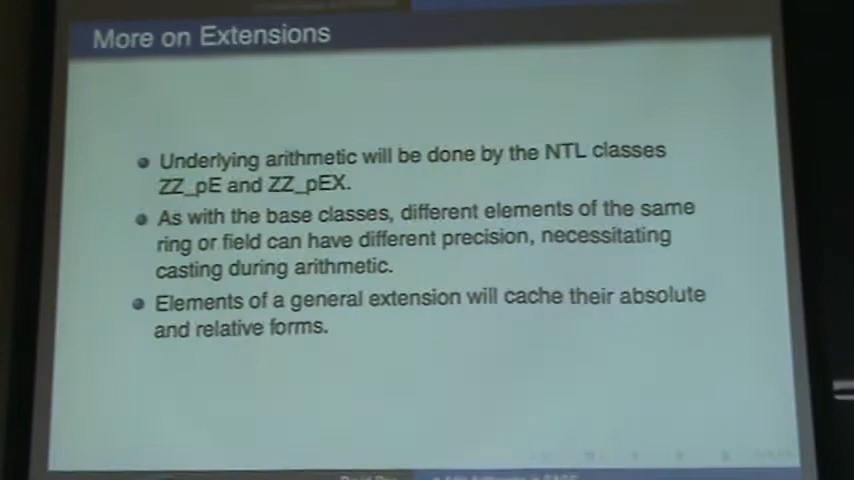 More on Extensions
Underlying arithmetic will be done by the NTL classes
ZZ_pE and ZZ_pEX.
As with the base classes, different elements of the same
ring or field can have different precision, necessitating
casting during arithmetic.
Elements of a general extension will cache their absolute
and relative forms.